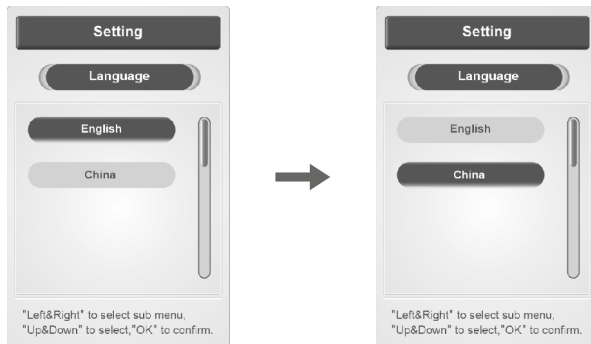 Setting
Language
English
China
"Left&Right" to select sub menu,
"Up&Down" to select,"OK" to confirm.
Setting
Language
English
China
"Left&Right" to select sub menu,
"Up&Down" to select,"OK" to confirm.